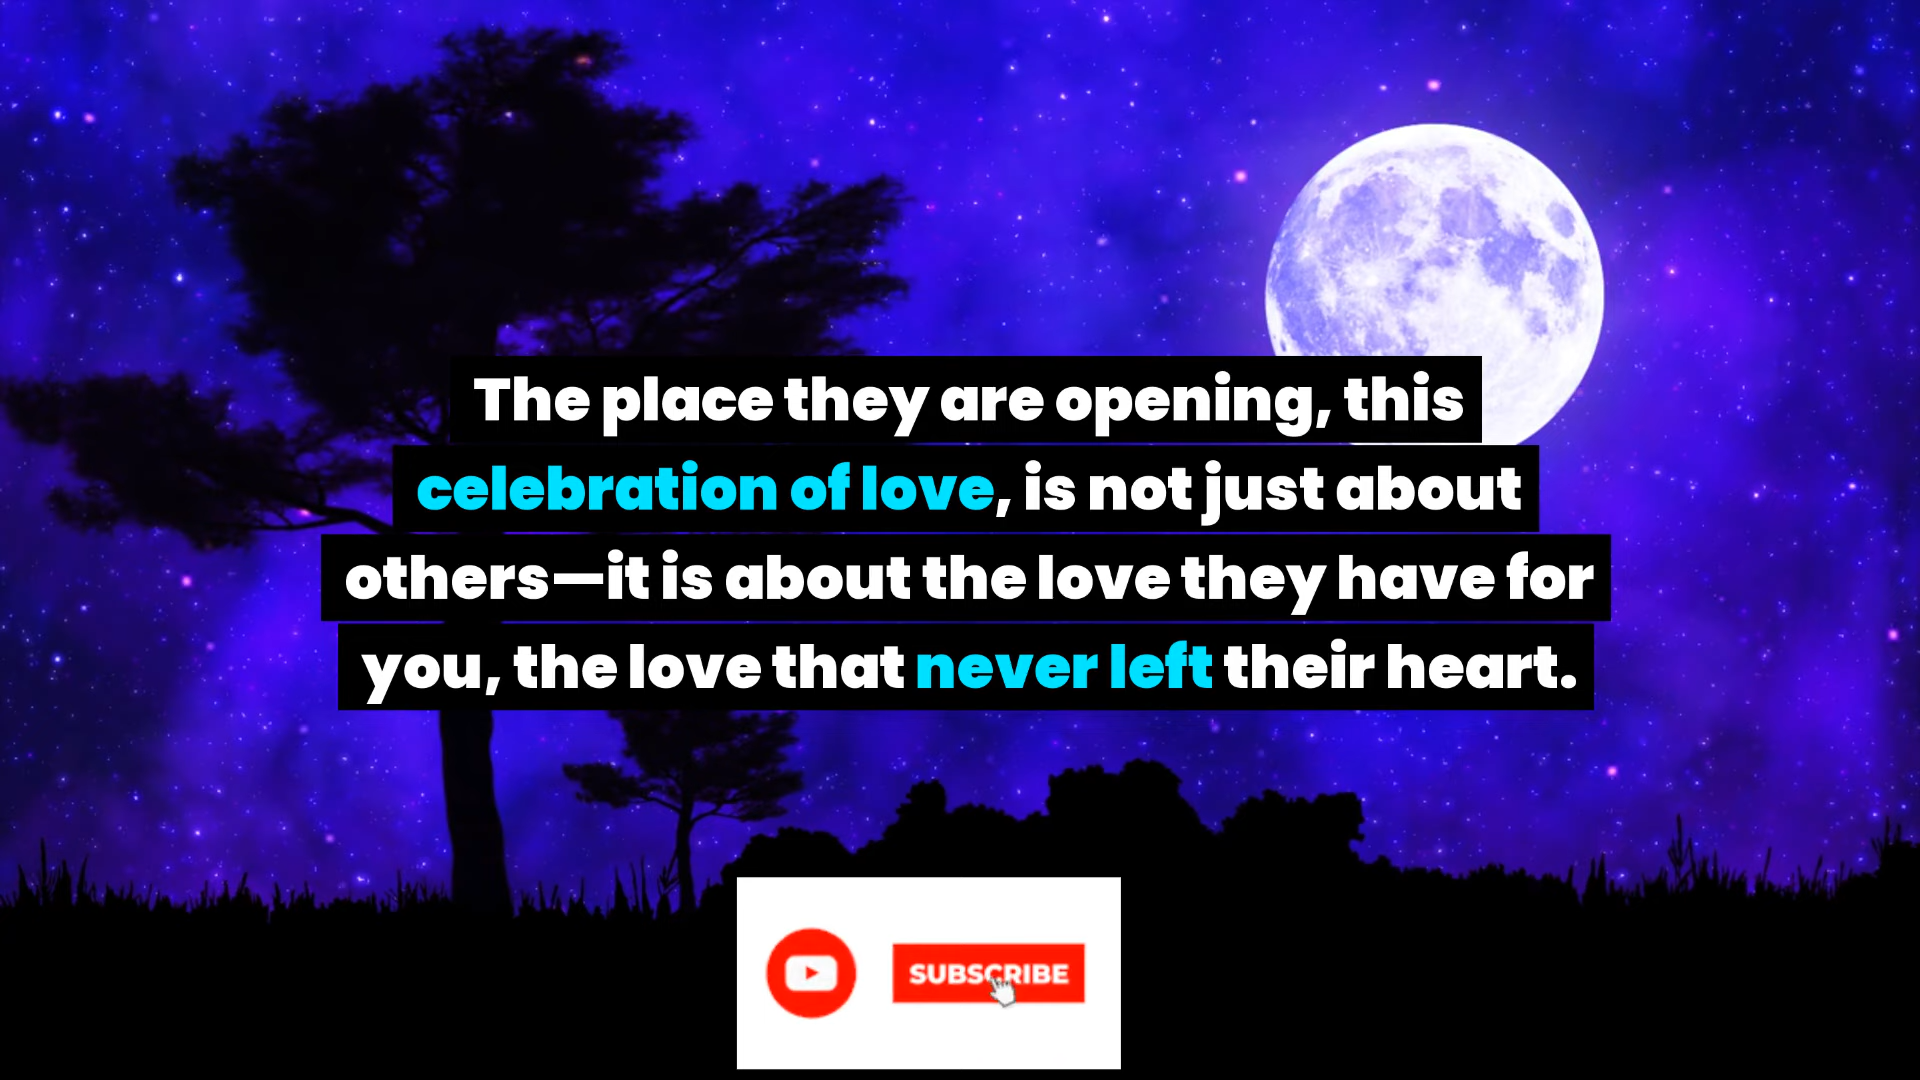 The place they are opening, this
celebration of love, is not just about
others—it is about the love they have for
you, the love that never left their heart.
SUBSCRIBE